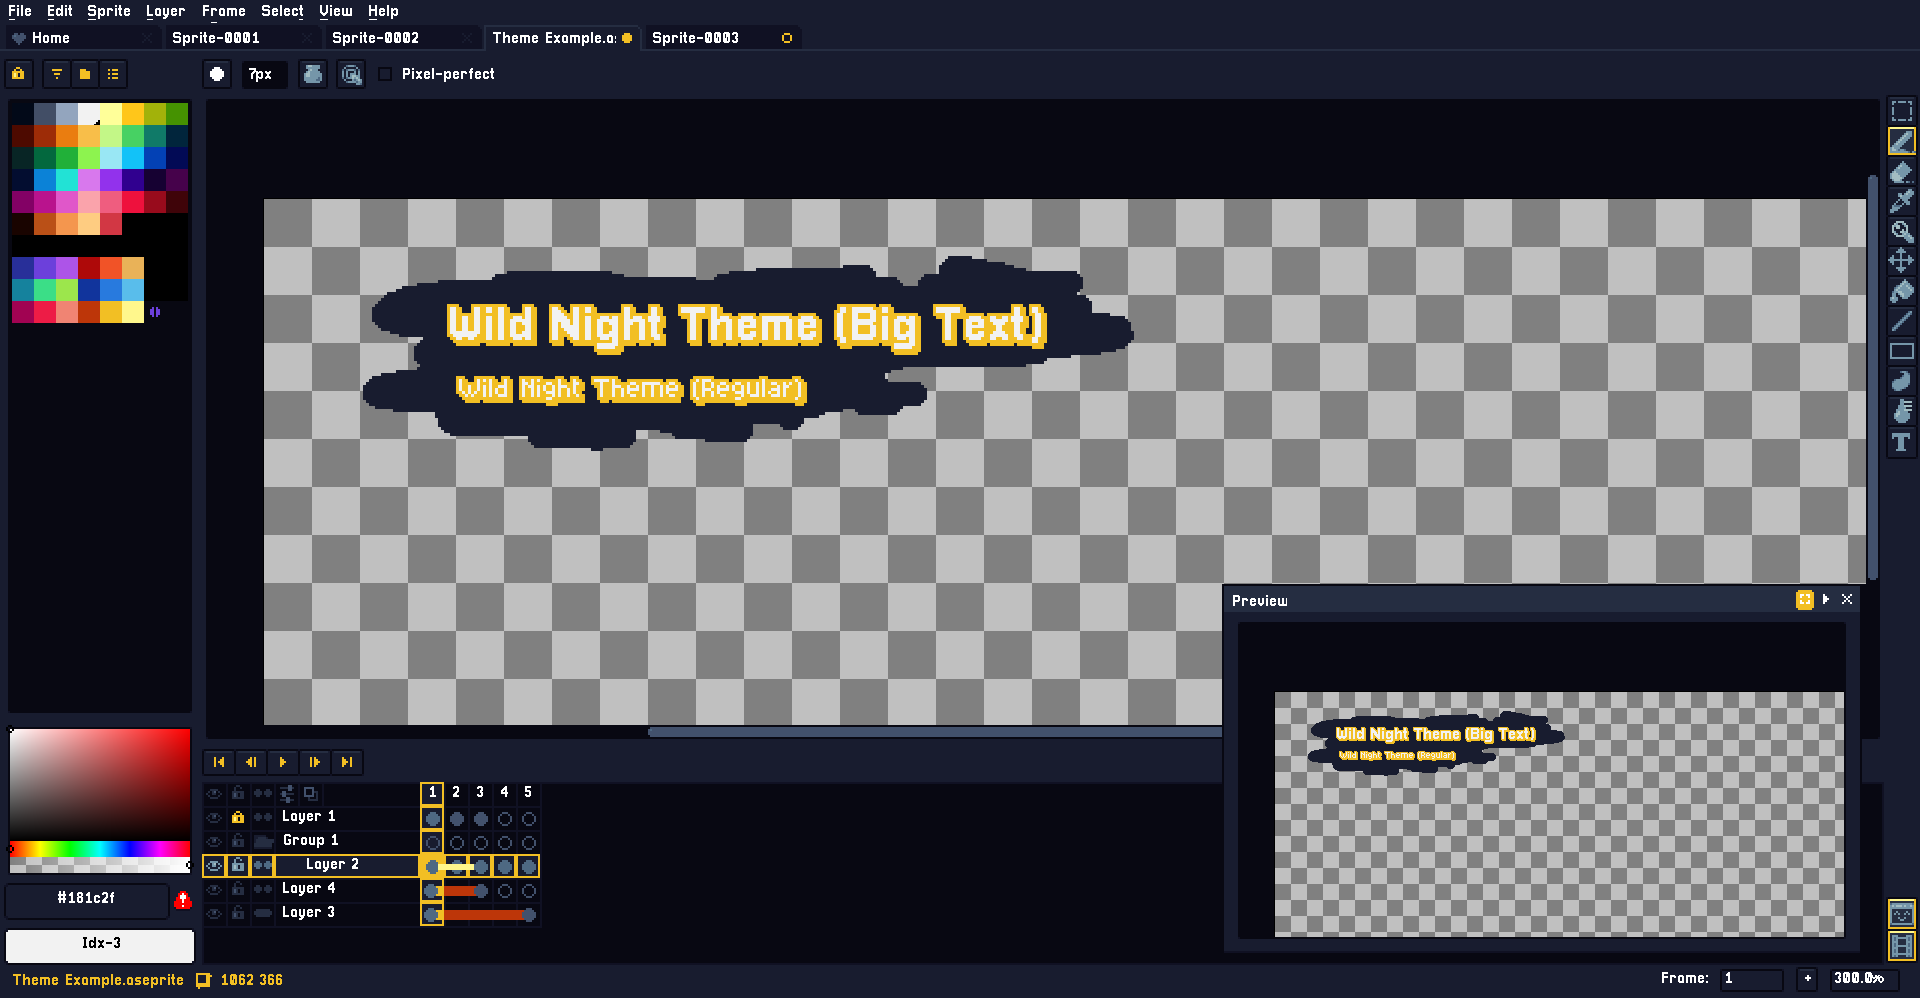 File Edit Sprite Layer Frame Select View Help
Home Sprite-0001 Sprite-0002 Theme Example.a: Sprite-0003
7px Pixel-perfect
Wild Night Theme (Big Text)
Wild Night Theme (Regular)
Preview
Wild Night Theme (Big Text)
Wild Night Theme (Regular)
1 2 3 4 5
Layer 1
Group 1
Layer 2
Layer 4
Layer 3
#181c2f
Idx-3
Theme Example.aseprite 1062 366 Frame: 1 + 300.0%